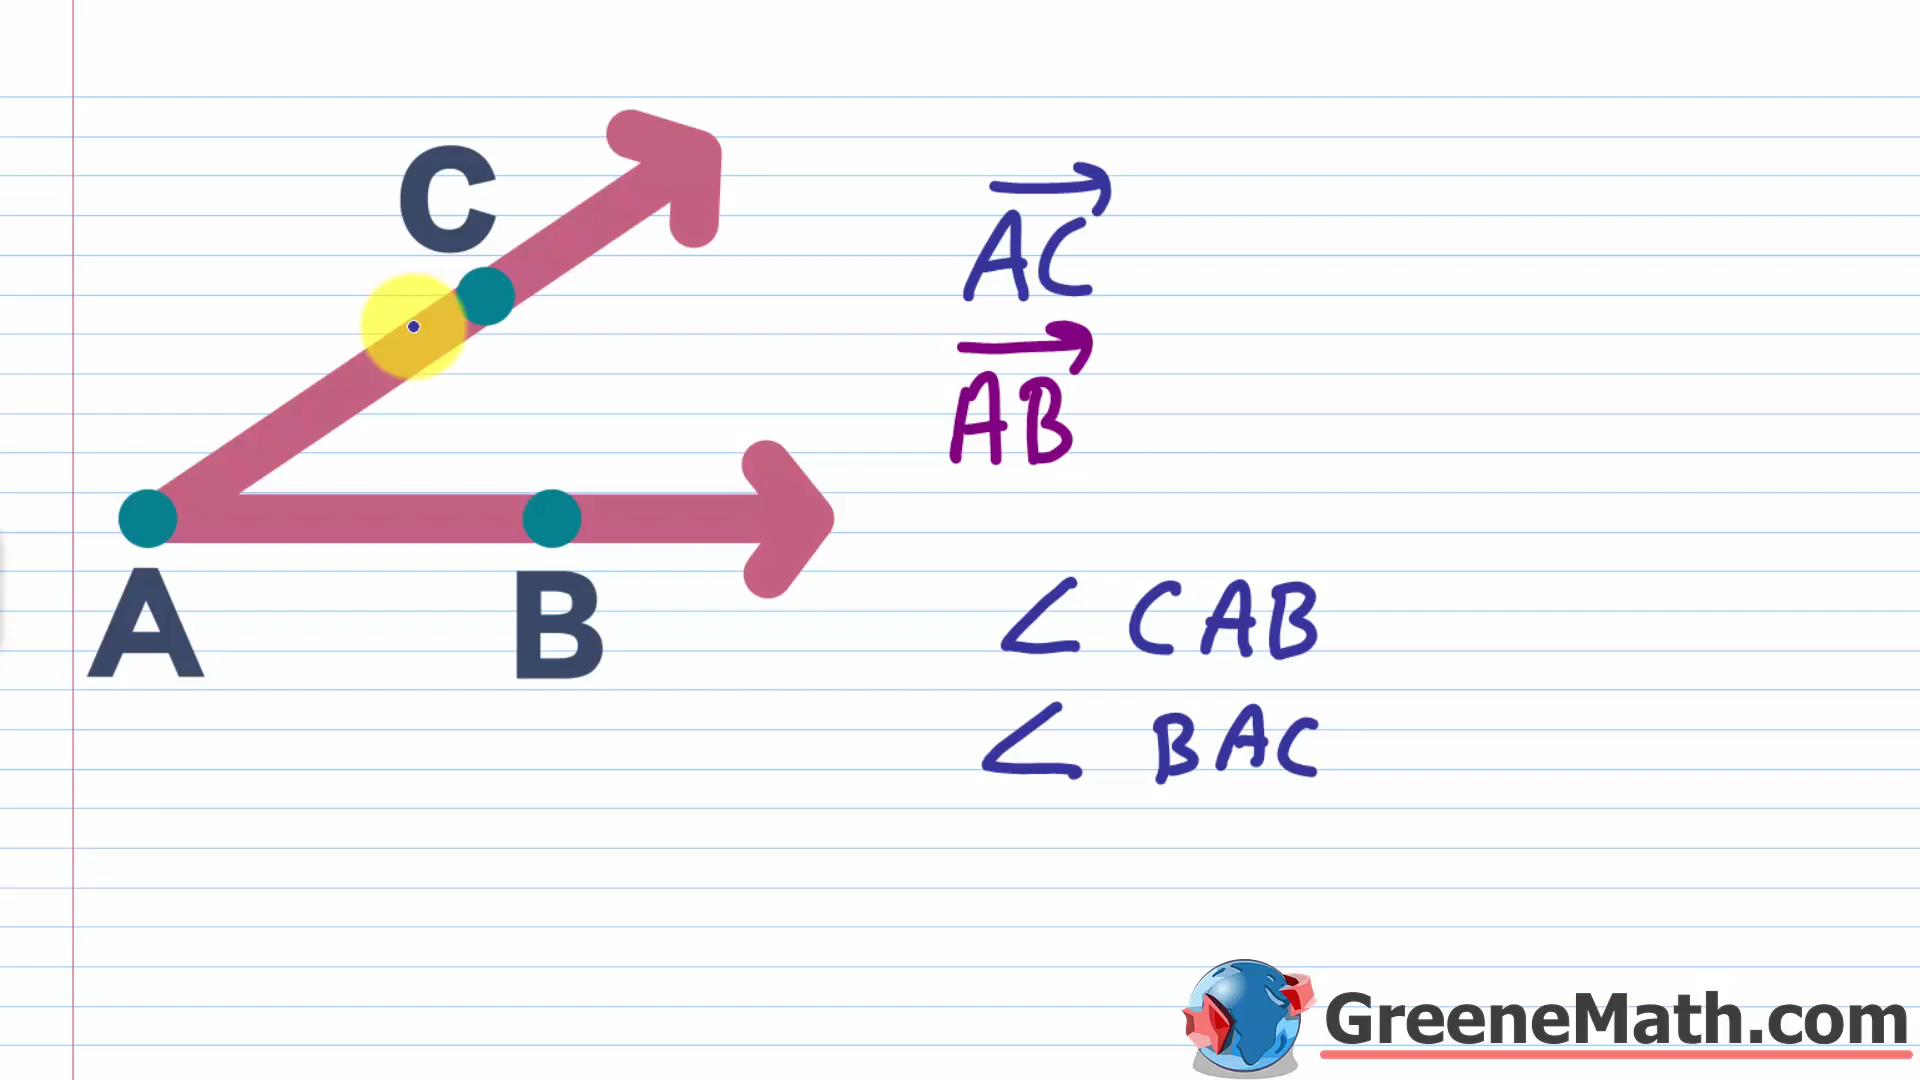 C
A
B
AC
AB
∠ CAB
∠ BAC
GreeneMath.com